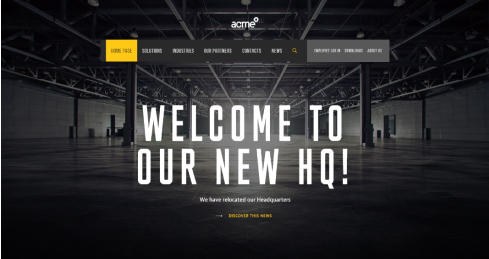 acme
HOME PAGE SOLUTIONS INDUSTRIES OUR PARTNERS CONTACTS NEWS EMPLOYEE LOG IN DOWNLOADS ABOUT US
WELCOME TO
OUR NEW HQ!
We have relocated our Headquarters
DISCOVER THIS NEWS